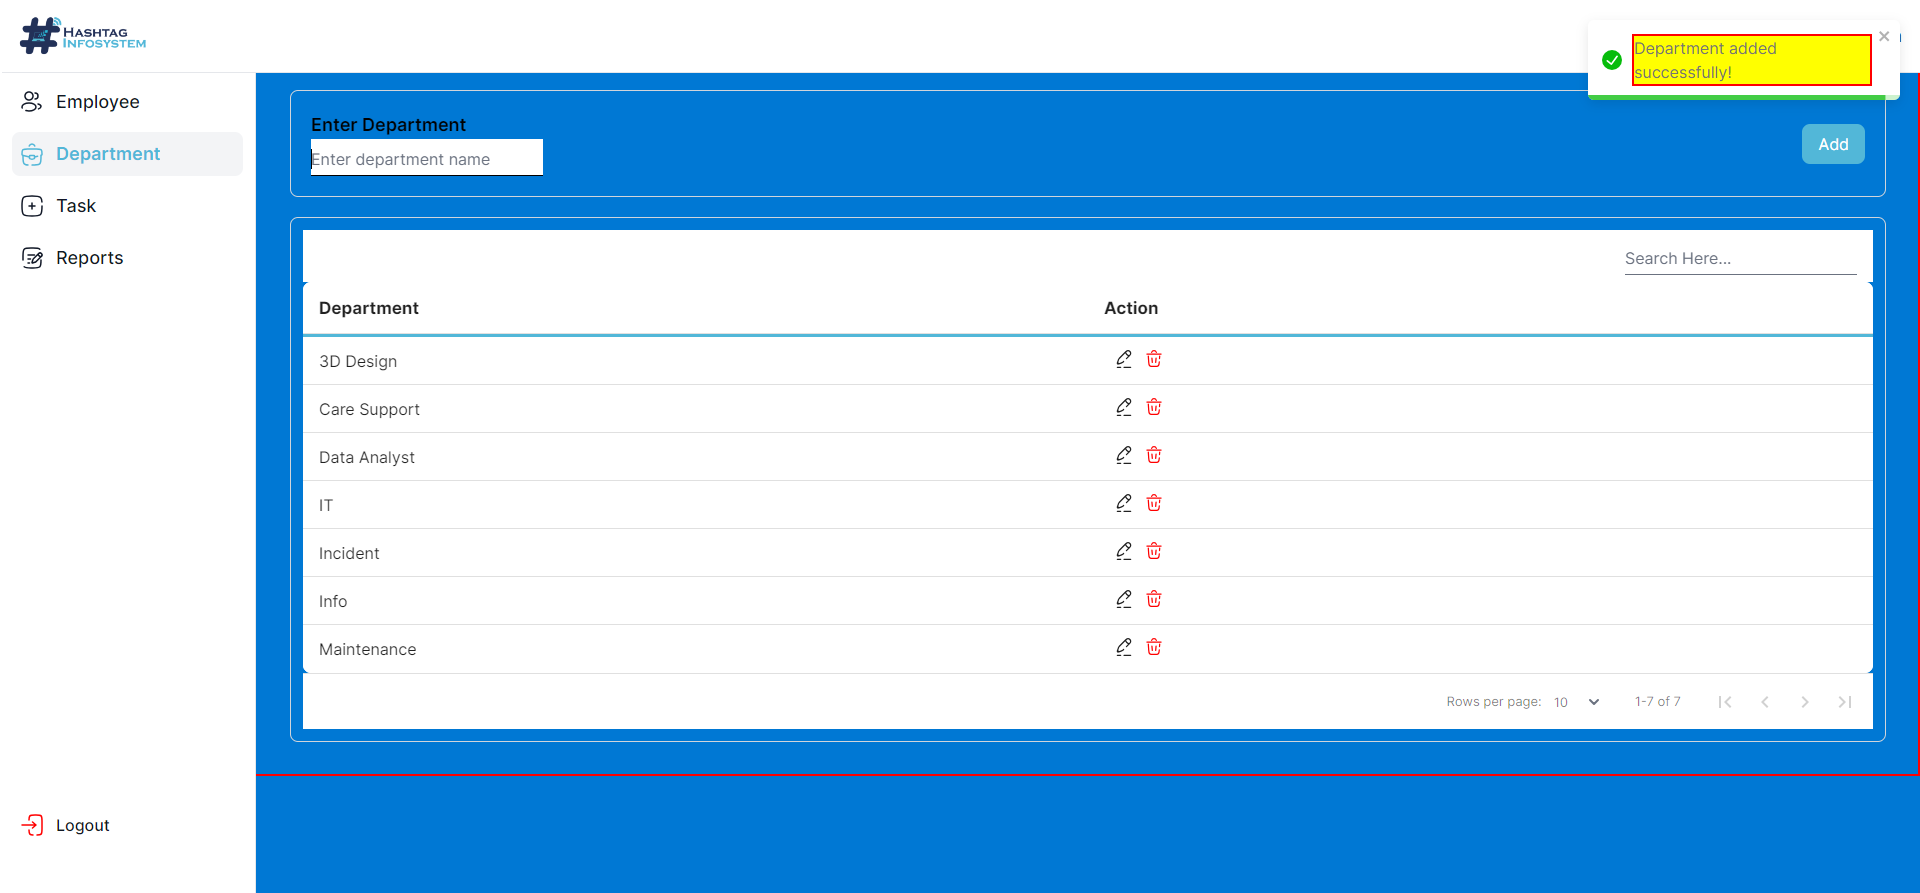 HASHTAG
INFOSYSTEM
Department added
successfully!
Employee
Department
Task
Reports
Logout
Enter Department
Enter department name
Add
Search Here...
Department Action
3D Design
Care Support
Data Analyst
IT
Incident
Info
Maintenance
Rows per page: 10 1-7 of 7